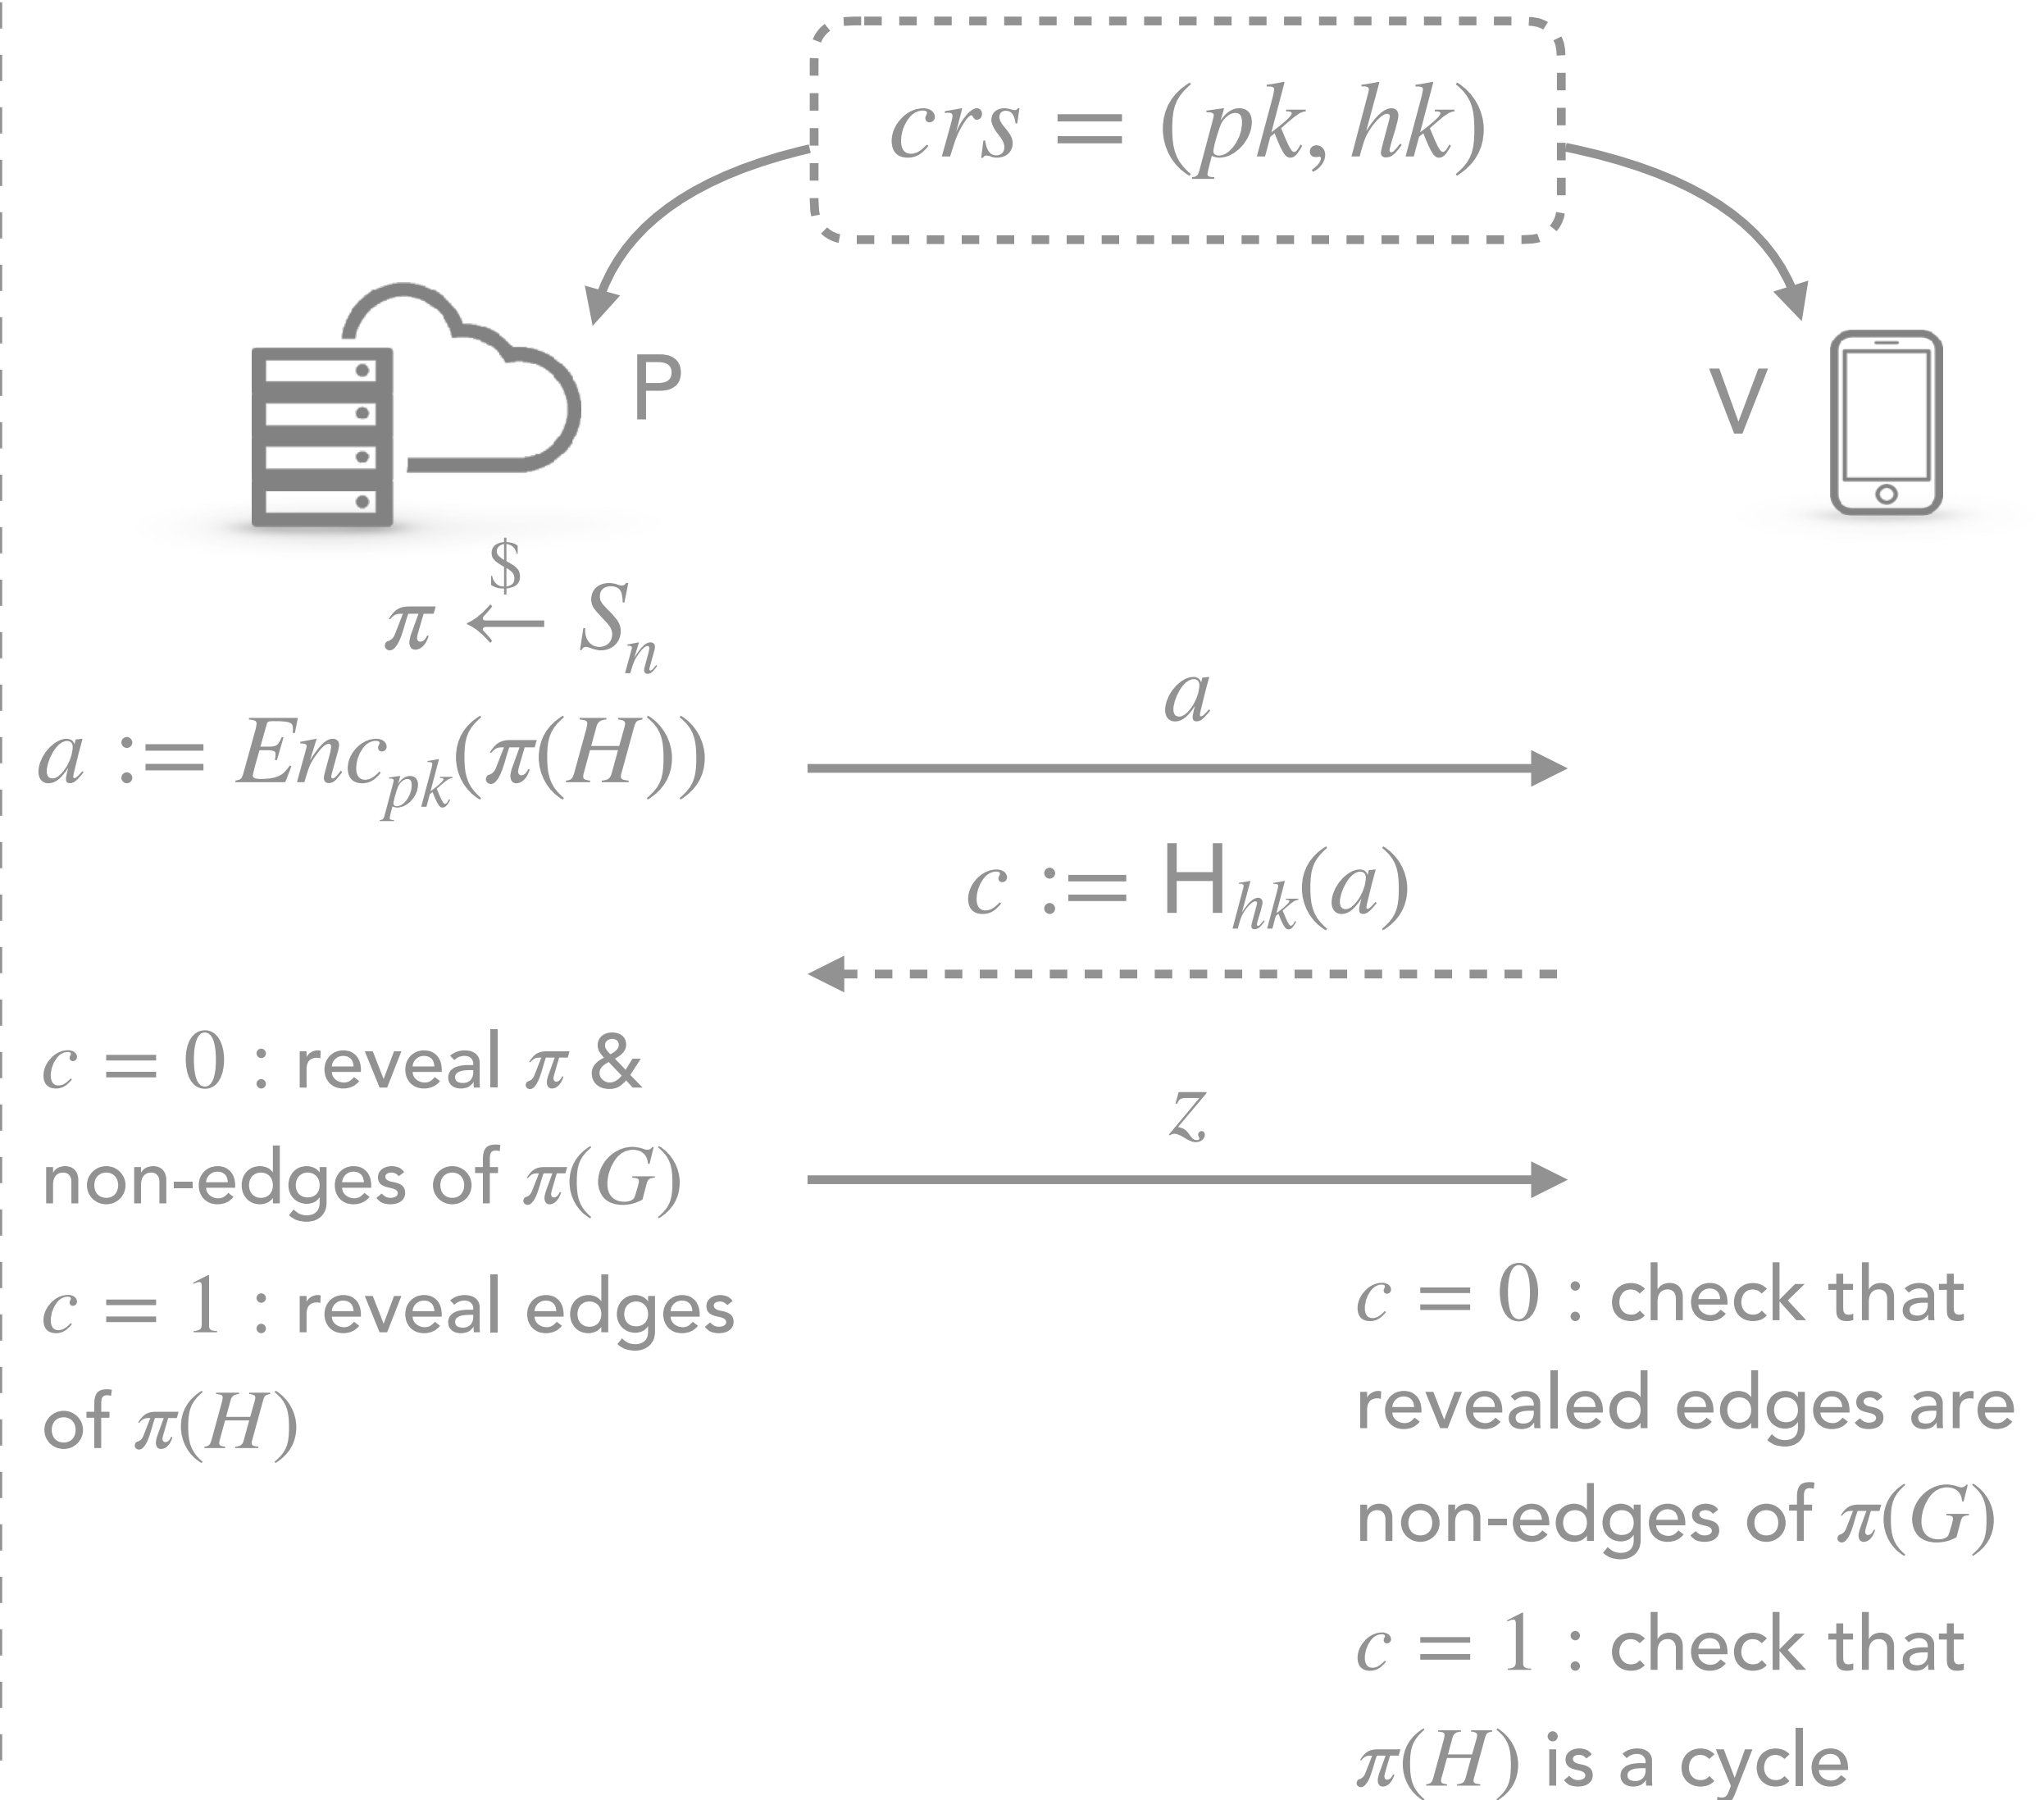 crs = (pk, hk)
P
V
π ←$ Sₙ
a := Enc_pk(π(H))
a
c := H_hk(a)
c = 0 : reveal π &
non-edges of π(G)
z
c = 1 : reveal edges
of π(H)
c = 0 : check that
revealed edges are
non-edges of π(G)
c = 1 : check that
π(H) is a cycle